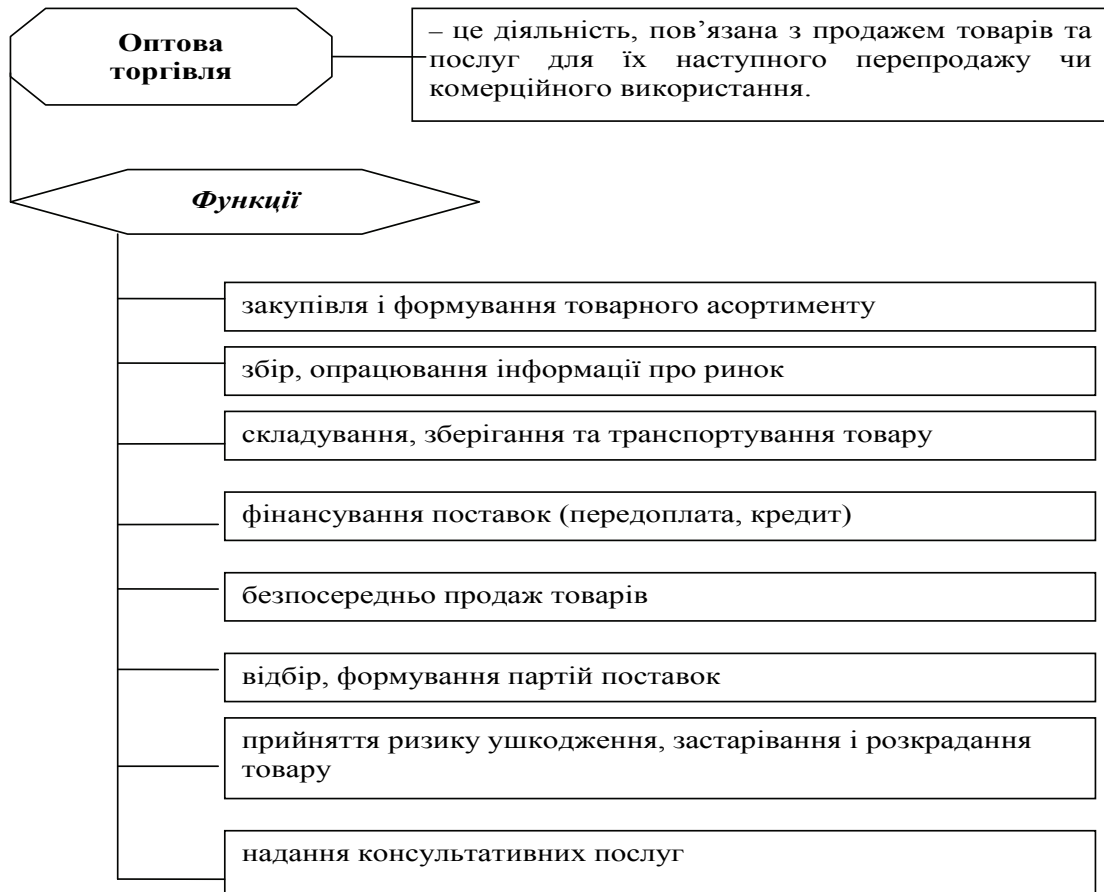 Оптова
торгівля
– це діяльність, пов’язана з продажем товарів та
послуг для їх наступного перепродажу чи
комерційного використання.
Функції
закупівля і формування товарного асортименту
збір, опрацювання інформації про ринок
складування, зберігання та транспортування товару
фінансування поставок (передоплата, кредит)
безпосередньо продаж товарів
відбір, формування партій поставок
прийняття ризику ушкодження, застарівання і розкрадання
товару
надання консультативних послуг